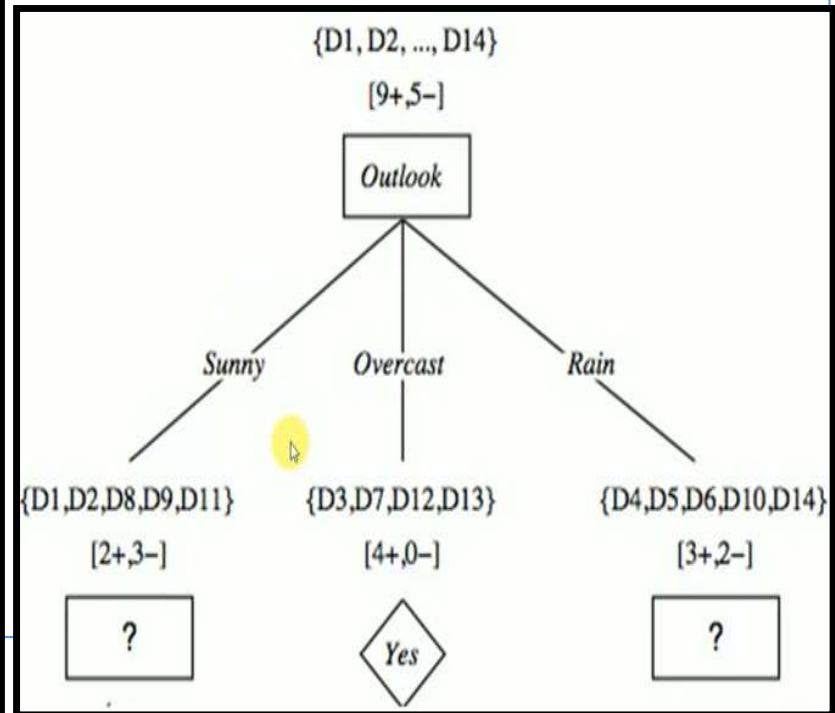 {D1, D2, ..., D14}
[9+,5−]
Outlook
Sunny Overcast Rain
{D1,D2,D8,D9,D11} {D3,D7,D12,D13} {D4,D5,D6,D10,D14}
[2+,3−] [4+,0−] [3+,2−]
? Yes ?